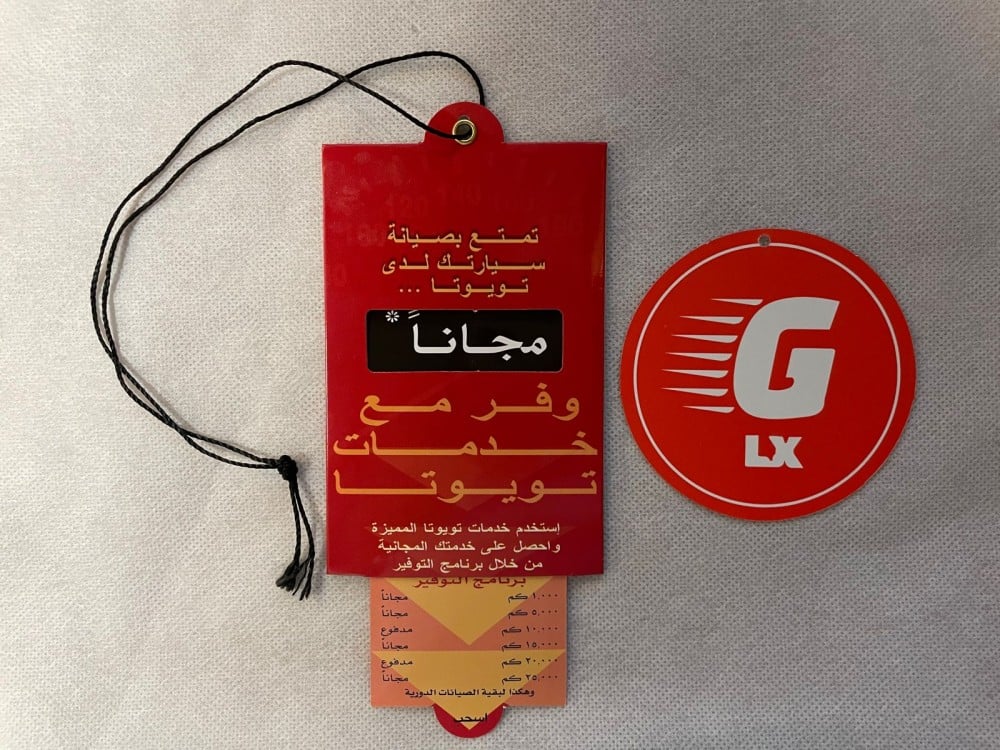 تمتع بصيانة
سيارتك لدى
تويوتا ...
مجاناً *
وفر مع
خدمات
تويوتا
إستخدم خدمات تويوتا المميزة
واحصل على خدمتك المجانية
من خلال برنامج التوفير
برنامج التوفير
١,٠٠٠ كم مجاناً
٥,٠٠٠ كم مجاناً
١٠,٠٠٠ كم مدفوع
١٥,٠٠٠ كم مجاناً
٢٠,٠٠٠ كم مدفوع
٢٥,٠٠٠ كم مجاناً
وهكذا لبقية الصيانات الدورية
إسحب
G
LX